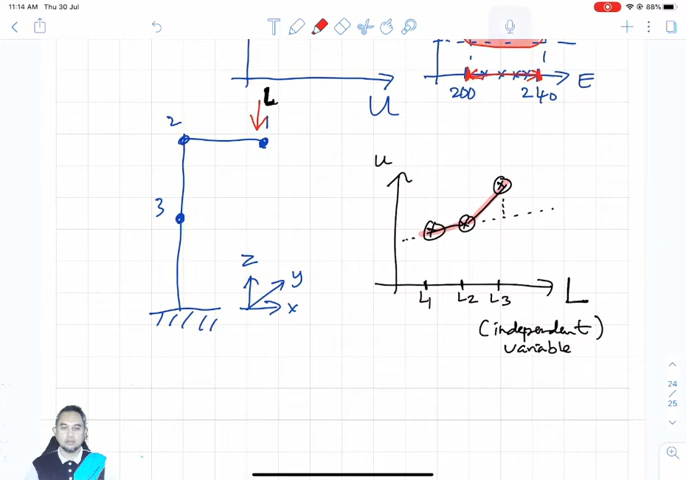 11:14 AM Thu 30 Jul
88%
U
200
240
E
L
1
2
3
Z
y
x
u
L1
L2
L3
L
(independent)
variable
24
25